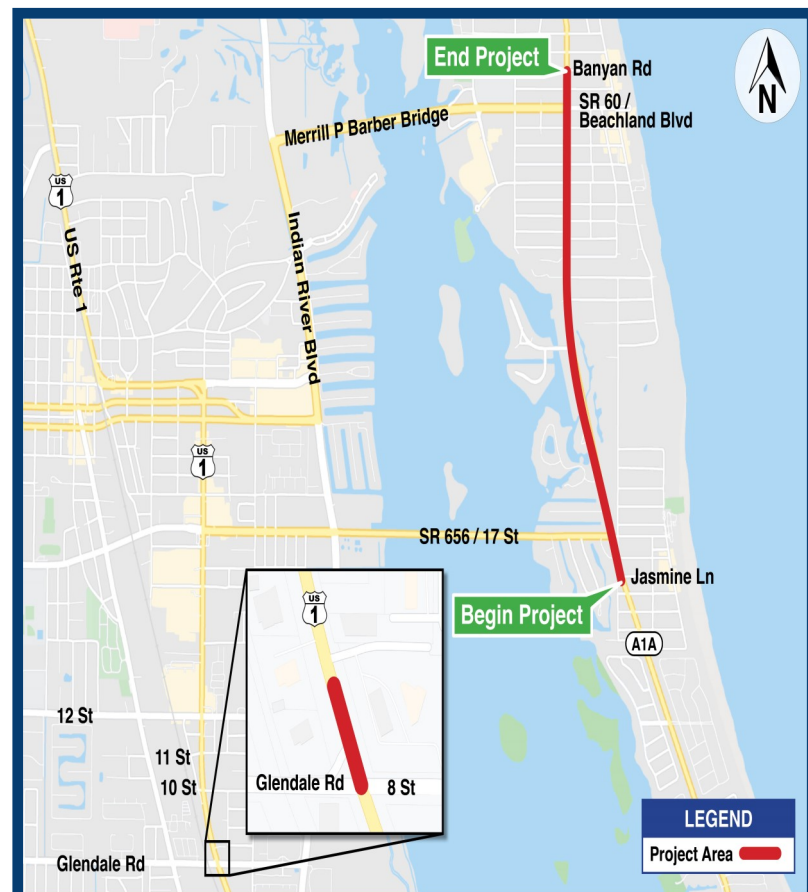 End Project
Banyan Rd
N
SR 60 /
Beachland Blvd
Merrill P Barber Bridge
US
1
US Rte 1
Indian River Blvd
US
1
SR 656 / 17 St
Jasmine Ln
Begin Project
A1A
US
1
12 St
11 St
10 St
Glendale Rd
8 St
Glendale Rd
LEGEND
Project Area